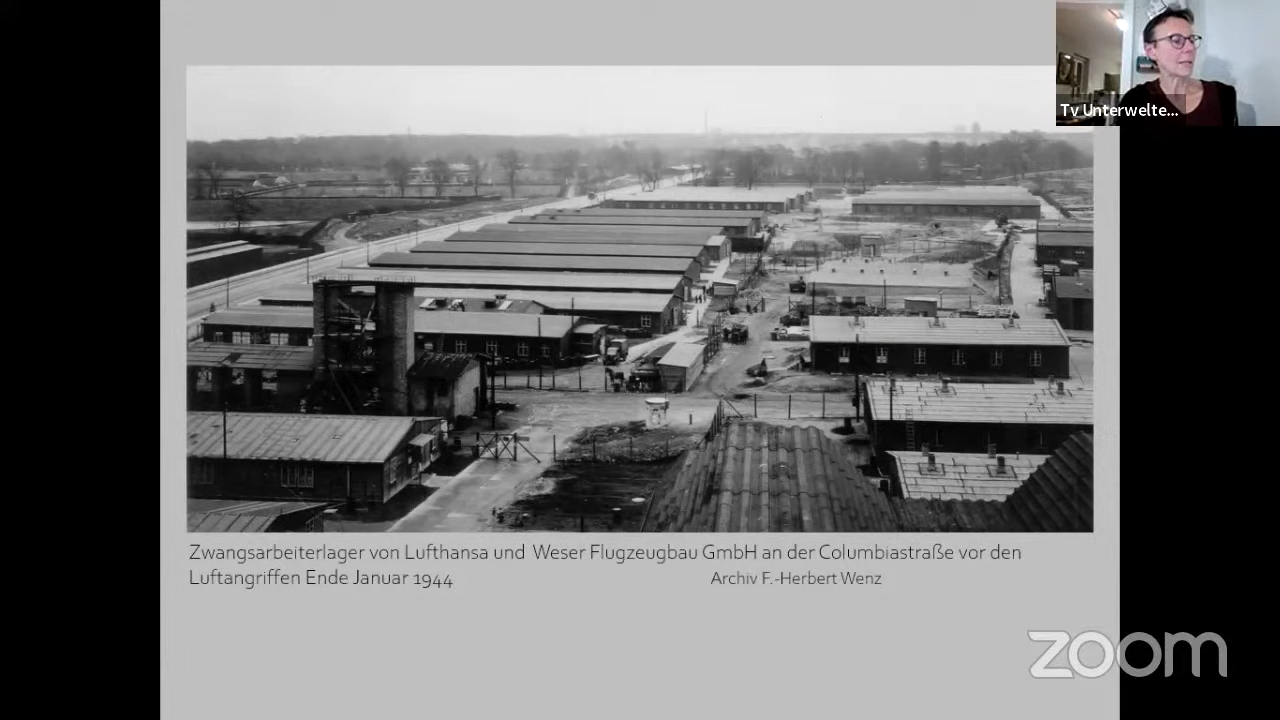 Tv Unterwelte...
Zwangsarbeiterlager von Lufthansa und Weser Flugzeugbau GmbH an der Columbiastraße vor den
Luftangriffen Ende Januar 1944
Archiv F.-Herbert Wenz
zoom